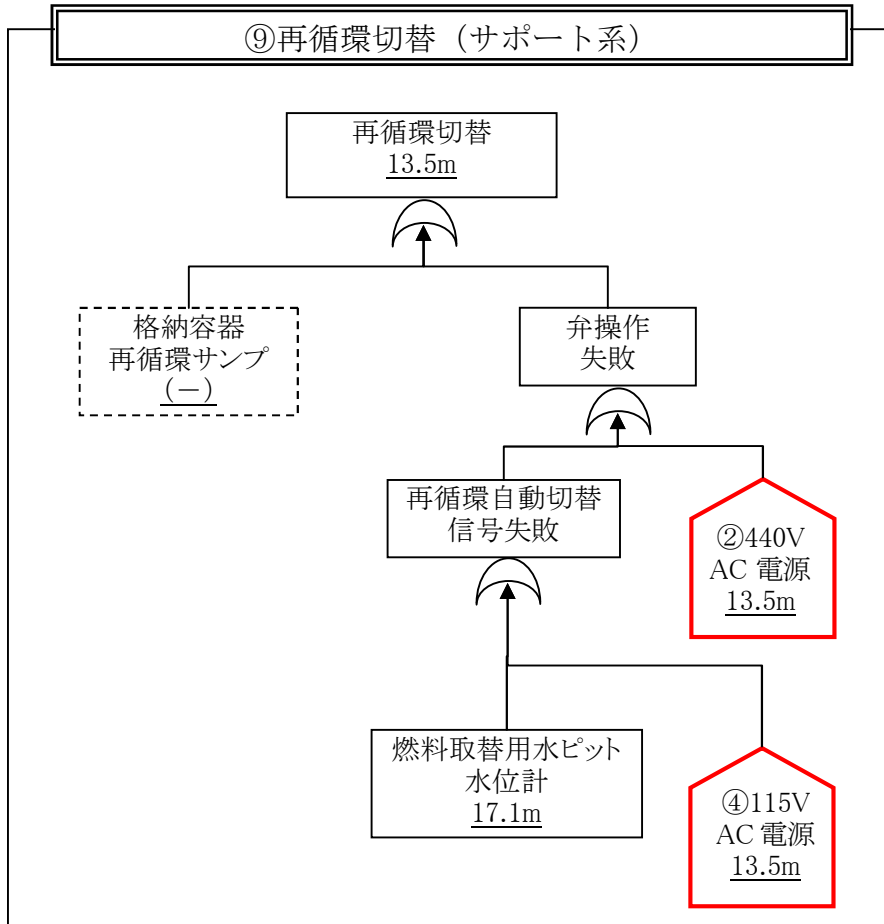 ⑨再循環切替（サポート系）
再循環切替
13.5m
格納容器
再循環サンプ
(－)
弁操作
失敗
再循環自動切替
信号失敗
②440V
AC 電源
13.5m
燃料取替用水ピット
水位計
17.1m
④115V
AC 電源
13.5m